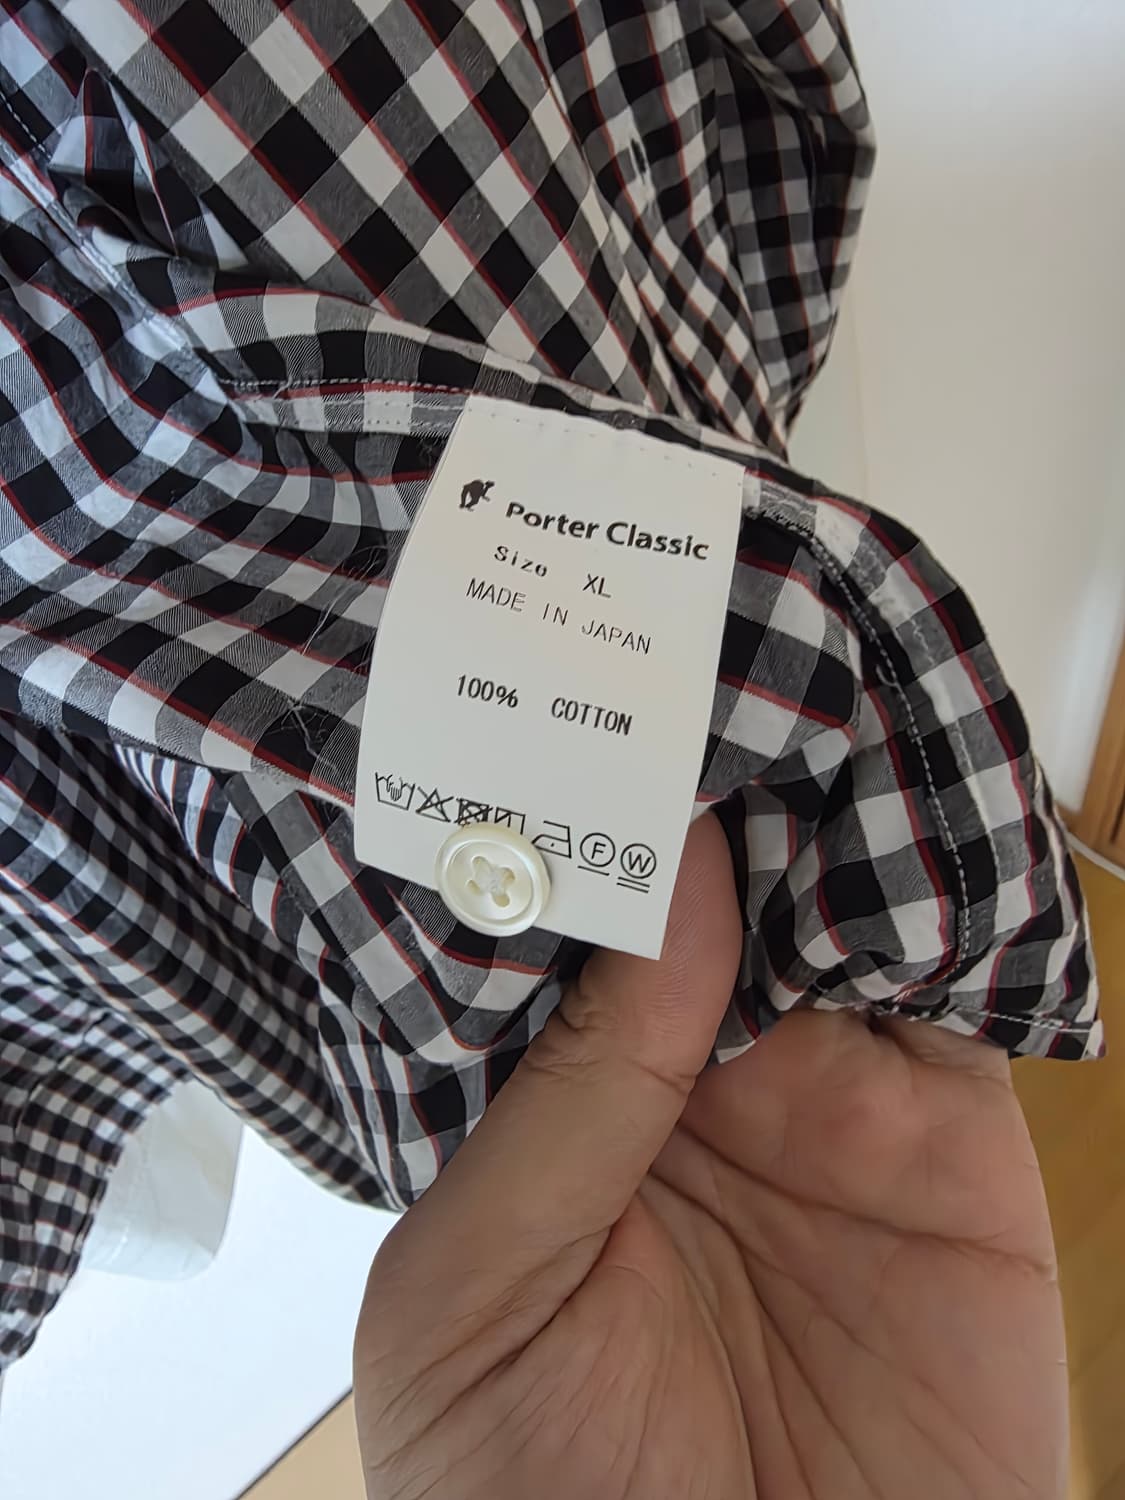 Porter Classic
Size XL
MADE IN JAPAN
100% COTTON
F W